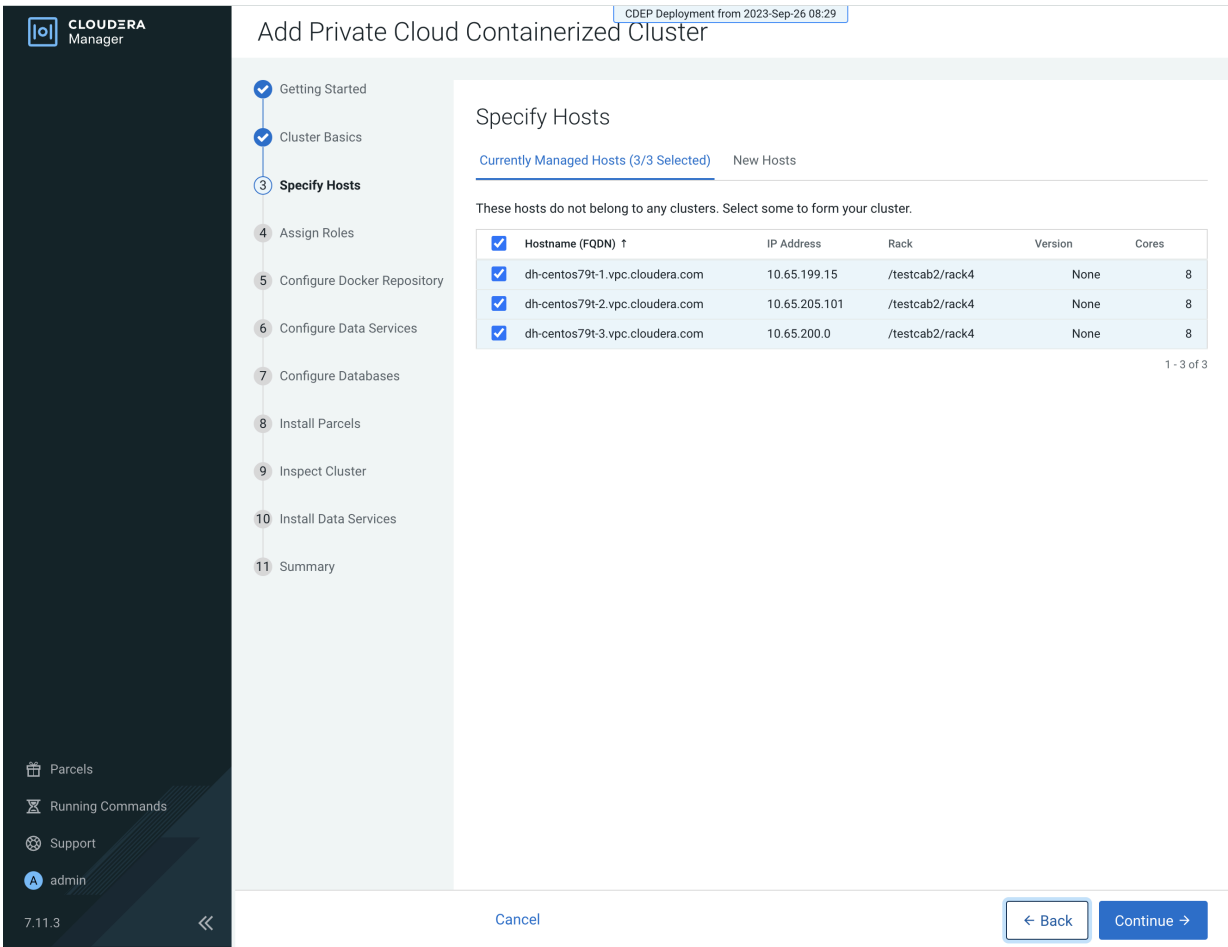 CLOUDERA
Manager
CDEP Deployment from 2023-Sep-26 08:29
Add Private Cloud Containerized Cluster
Getting Started
Cluster Basics
3 Specify Hosts
4 Assign Roles
5 Configure Docker Repository
6 Configure Data Services
7 Configure Databases
8 Install Parcels
9 Inspect Cluster
10 Install Data Services
11 Summary
Specify Hosts
Currently Managed Hosts (3/3 Selected) New Hosts
These hosts do not belong to any clusters. Select some to form your cluster.
Hostname (FQDN) ↑ IP Address Rack Version Cores
dh-centos79t-1.vpc.cloudera.com 10.65.199.15 /testcab2/rack4 None 8
dh-centos79t-2.vpc.cloudera.com 10.65.205.101 /testcab2/rack4 None 8
dh-centos79t-3.vpc.cloudera.com 10.65.200.0 /testcab2/rack4 None 8
1 - 3 of 3
Parcels
Running Commands
Support
A admin
7.11.3
Cancel
← Back
Continue →